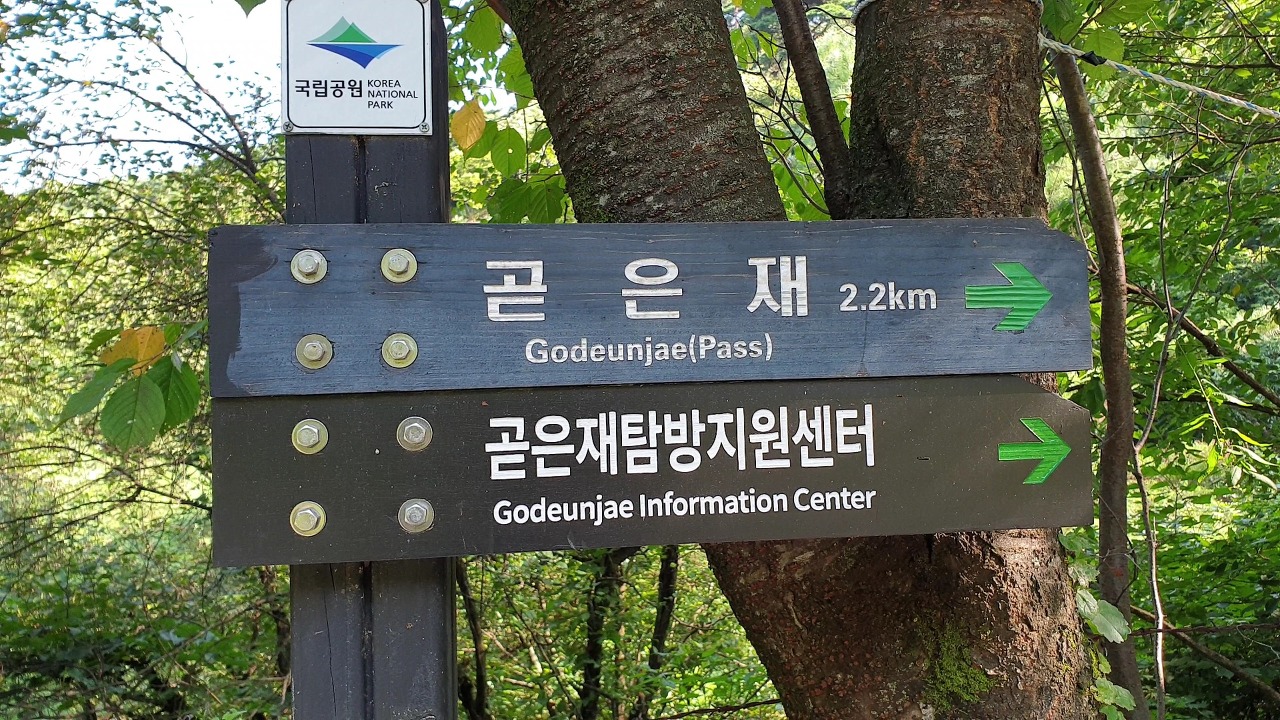 국립공원 KOREA
NATIONAL
PARK
곧은재 2.2km
Godeunjae(Pass)
곧은재탐방지원센터
Godeunjae Information Center